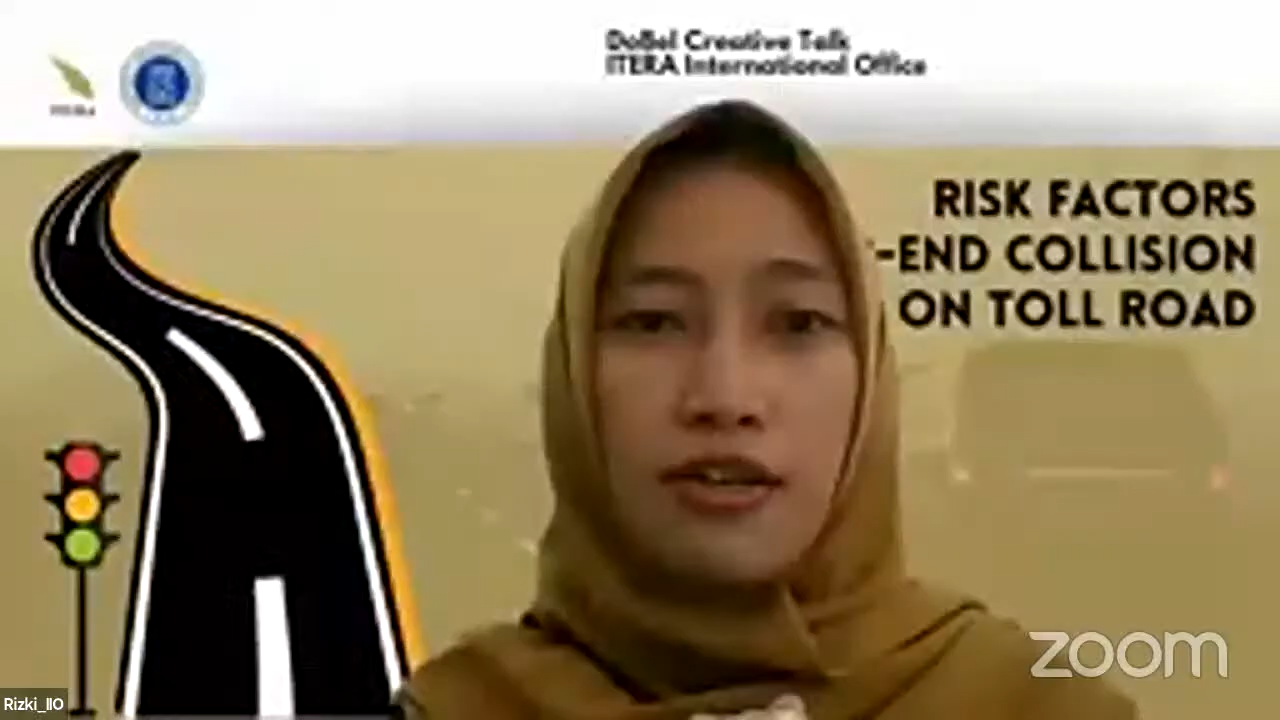 DoBel Creative Talk
ITERA International Office
RISK FACTORS
-END COLLISION
ON TOLL ROAD
zoom
Rizki_IIO